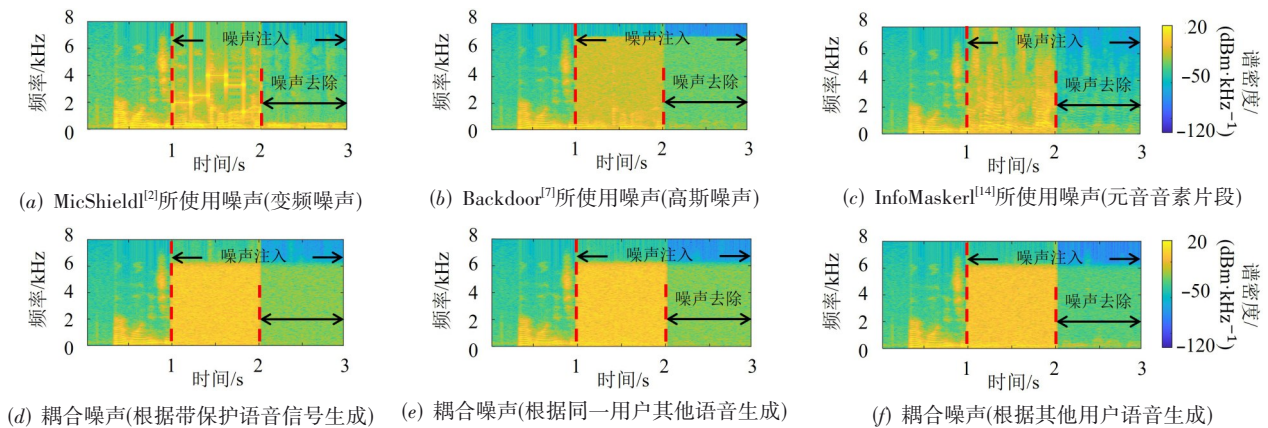 8
6
4
2
0
频率/kHz
噪声注入
噪声去除
1
2
3
时间/s
(a) MicShieldl[2]所使用噪声(变频噪声)
8
6
4
2
0
频率/kHz
噪声注入
噪声去除
1
2
3
时间/s
(b) Backdoor[7]所使用噪声(高斯噪声)
8
6
4
2
0
频率/kHz
噪声注入
噪声去除
1
2
3
时间/s
20
-50
-120
谱密度/
(dBm·kHz⁻¹)
(c) InfoMaskerl[14]所使用噪声(元音音素片段)
8
6
4
2
0
频率/kHz
噪声注入
1
2
3
时间/s
(d) 耦合噪声(根据带保护语音信号生成)
8
6
4
2
0
频率/kHz
噪声注入
噪声去除
1
2
3
时间/s
(e) 耦合噪声(根据同一用户其他语音生成)
8
6
4
2
0
频率/kHz
噪声注入
噪声去除
1
2
3
时间/s
20
-50
-120
谱密度/
(dBm·kHz⁻¹)
(f) 耦合噪声(根据其他用户语音生成)